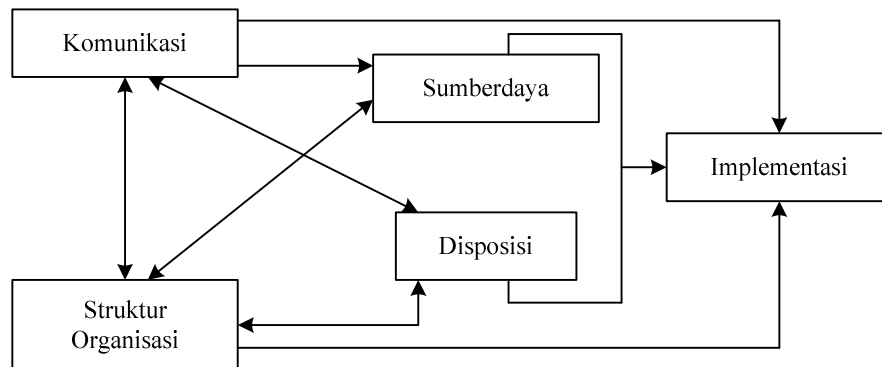 Komunikasi
Sumberdaya
Implementasi
Disposisi
Struktur
Organisasi